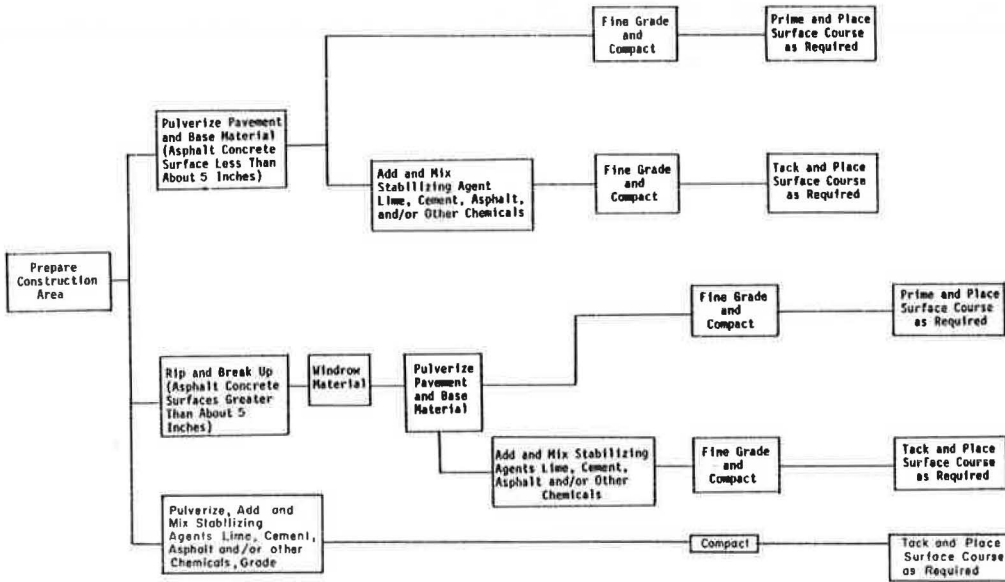 Fine Grade
and
Compact
Prime and Place
Surface Course
as Required
Pulverize Pavement
and Base Material
(Asphalt Concrete
Surface Less Than
About 5 Inches)
Add and Mix
Stabilizing Agent
Lime, Cement, Asphalt,
and/or Other Chemicals
Fine Grade
and
Compact
Tack and Place
Surface Course
as Required
Prepare
Construction
Area
Fine Grade
and
Compact
Prime and Place
Surface Course
as Required
Rip and Break Up
(Asphalt Concrete
Surfaces Greater
Than About 5
Inches)
Windrow
Material
Pulverize
Pavement
and Base
Material
Add and Mix Stabilizing
Agents Lime, Cement,
Asphalt and/or Other
Chemicals
Fine Grade
and
Compact
Tack and Place
Surface Course
as Required
Pulverize, Add and
Mix Stabilizing
Agents Lime, Cement,
Asphalt and/or other
Chemicals, Grade
Compact
Tack and Place
Surface Course
as Required